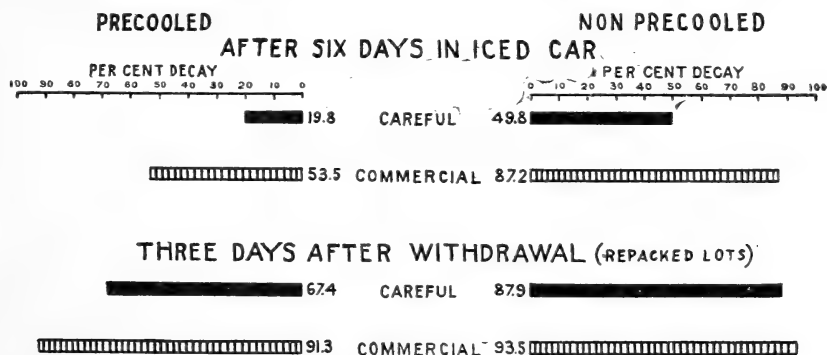 PRECOOLED NON PRECOOLED
AFTER SIX DAYS IN ICED CAR
PER CENT DECAY PER CENT DECAY
100 90 80 70 60 50 40 30 20 10 0 0 10 20 30 40 50 60 70 80 90 100
19.8 CAREFUL 49.8
53.5 COMMERCIAL 87.2
THREE DAYS AFTER WITHDRAWAL (REPACKED LOTS)
67.4 CAREFUL 87.9
91.3 COMMERCIAL 93.5